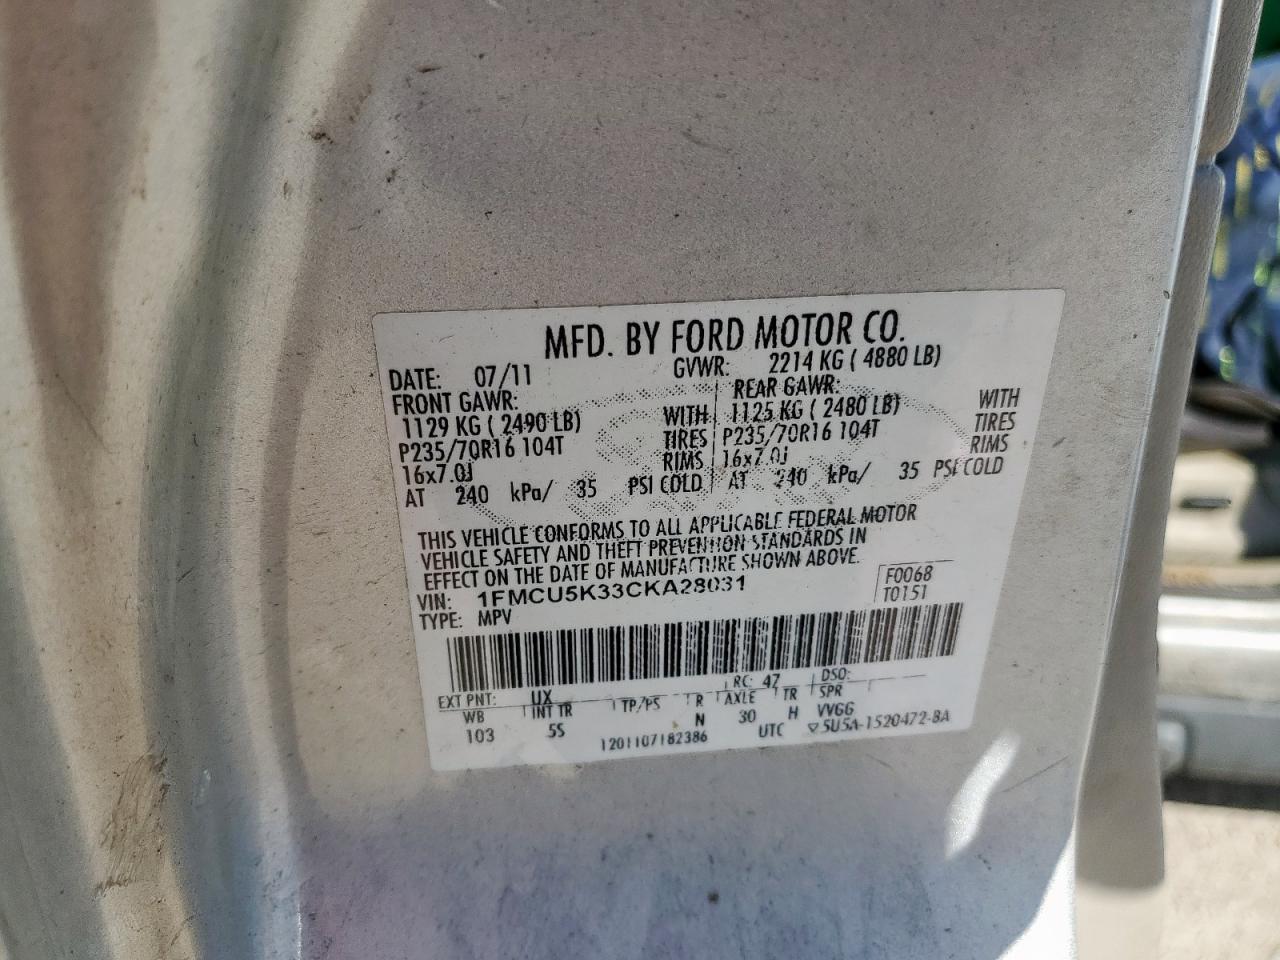 MFD. BY FORD MOTOR CO.
DATE: 07/11 GVWR: 2214 KG ( 4880 LB)
FRONT GAWR: REAR GAWR:
1129 KG ( 2490 LB) WITH 1125 KG ( 2480 LB) WITH
P235/70R16 104T TIRES P235/70R16 104T TIRES
16x7.0J RIMS 16x7.0J RIMS
AT 240 kPa/ 35 PSI COLD AT 240 kPa/ 35 PSI COLD
THIS VEHICLE CONFORMS TO ALL APPLICABLE FEDERAL MOTOR
VEHICLE SAFETY AND THEFT PREVENTION STANDARDS IN
EFFECT ON THE DATE OF MANUFACTURE SHOWN ABOVE.
VIN: 1FMCU5K33CKA28031 F0068
TYPE: MPV T0151
EXT PNT: UX RC: 47 DSO:
WB INT TR TP/PS R AXLE TR SPR
103 5S N 30 H VVGG
1201107182386 UTC ▽5U5A-1520472-BA